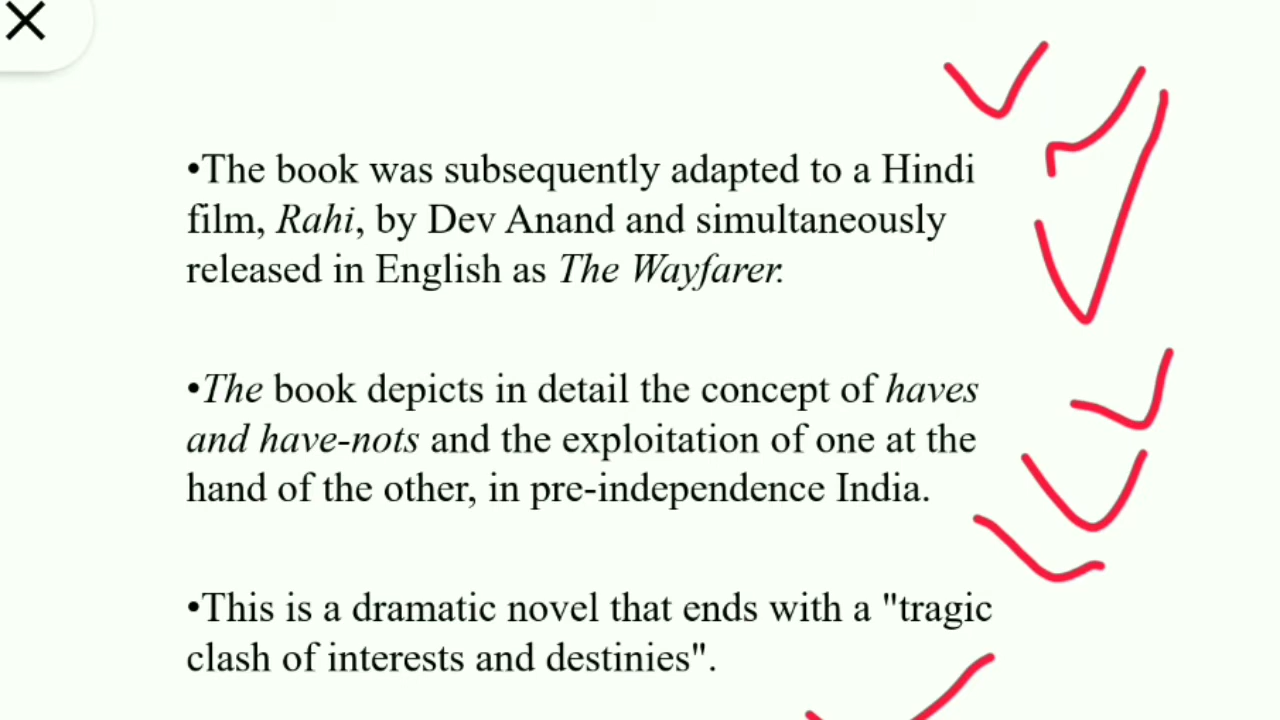 •The book was subsequently adapted to a Hindi
film, Rahi, by Dev Anand and simultaneously
released in English as The Wayfarer.
•The book depicts in detail the concept of haves
and have-nots and the exploitation of one at the
hand of the other, in pre-independence India.
•This is a dramatic novel that ends with a "tragic
clash of interests and destinies".